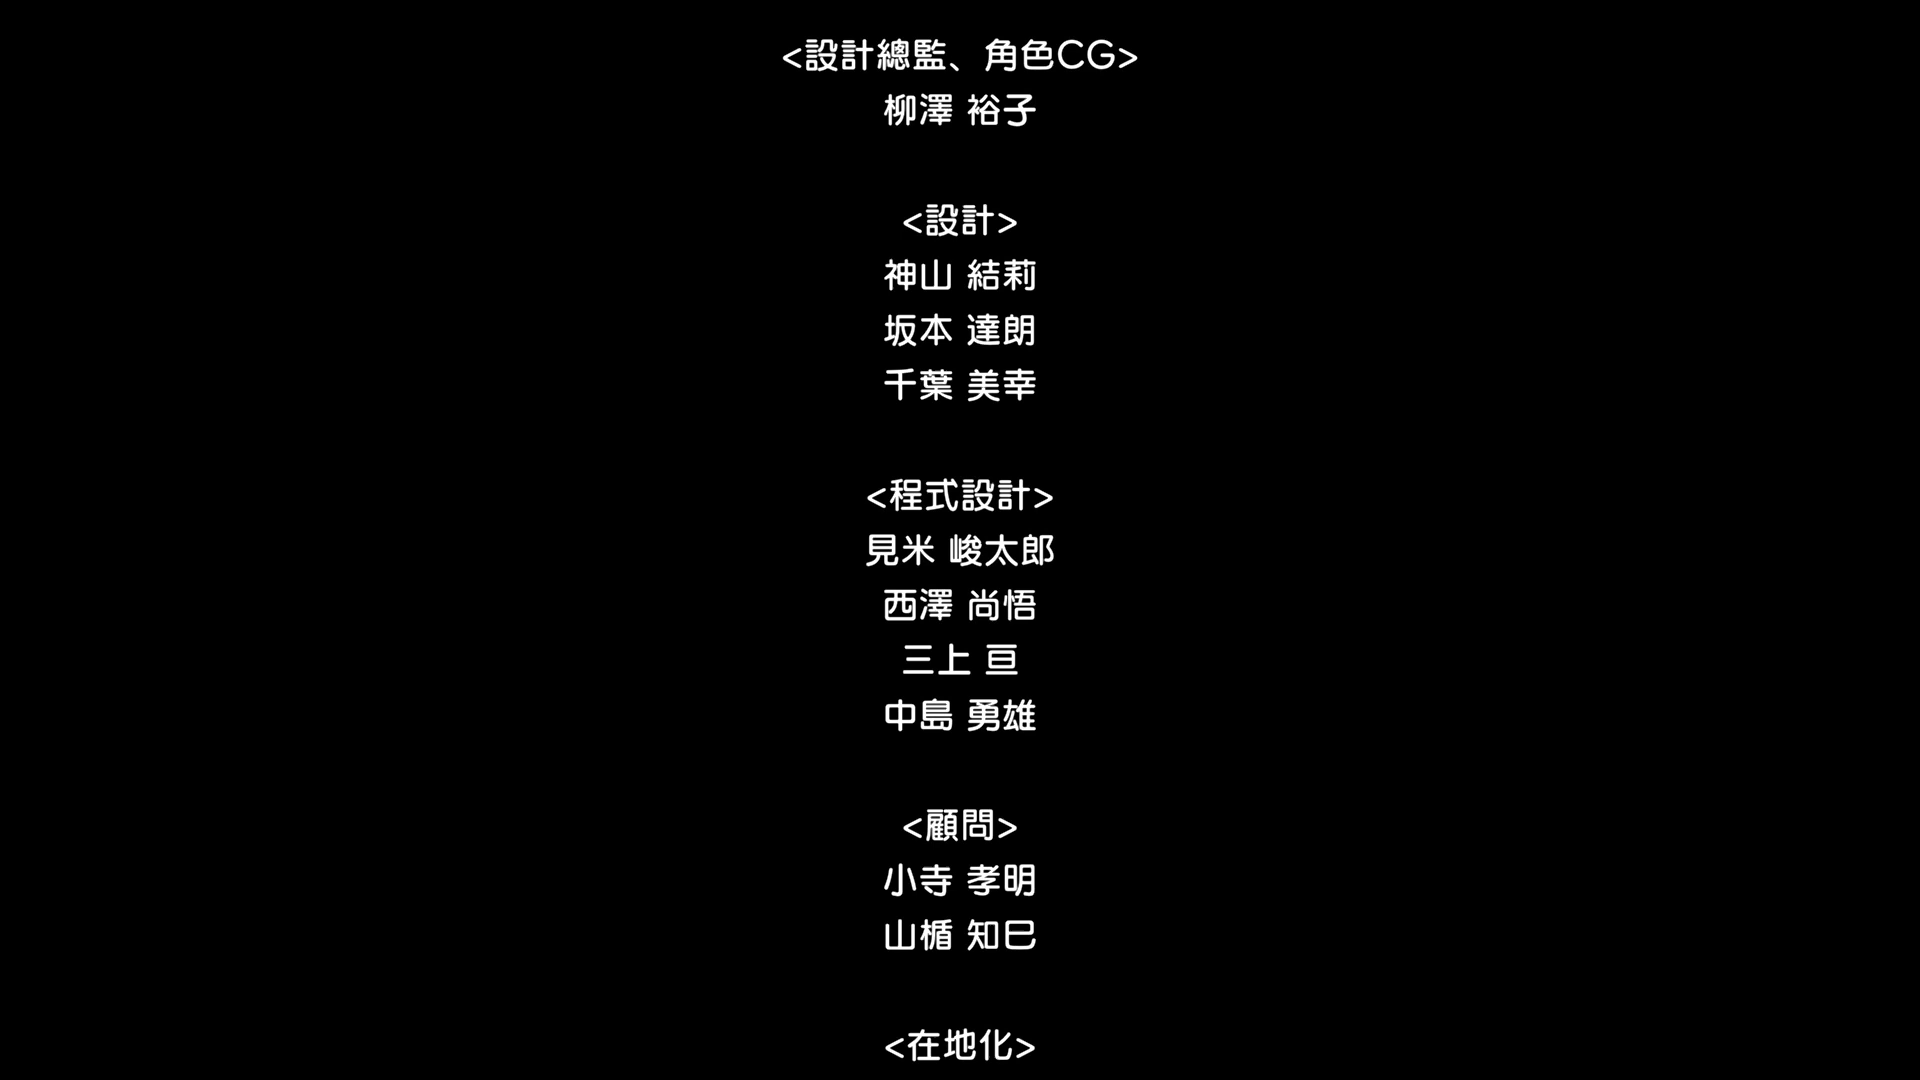 <設計總監、角色CG>
柳澤 裕子
<設計>
神山 結莉
坂本 達朗
千葉 美幸
<程式設計>
見米 峻太郎
西澤 尚悟
三上 亘
中島 勇雄
<顧問>
小寺 孝明
山楯 知巳
<在地化>